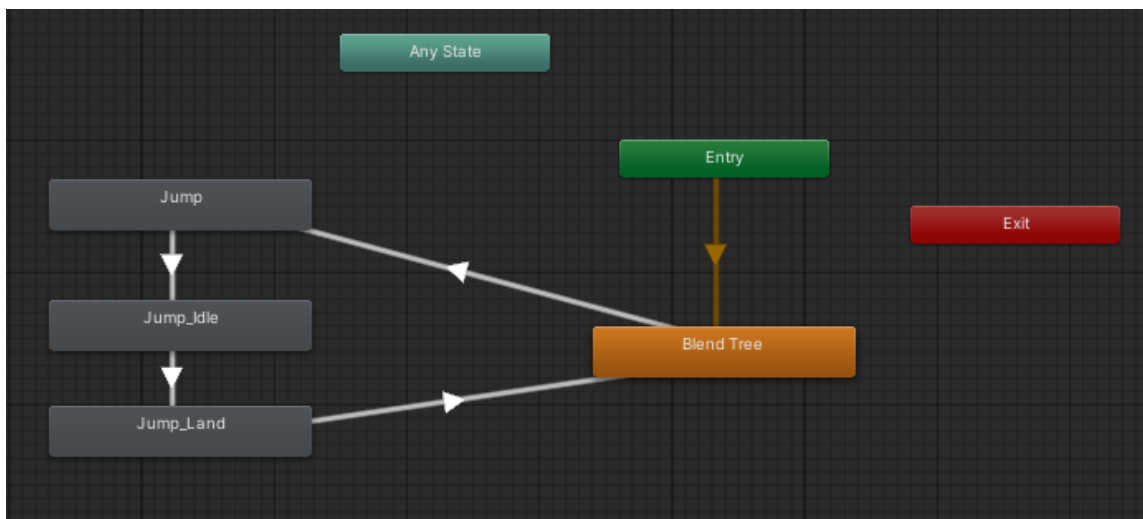 Any State
Entry
Jump
Exit
Jump_Idle
Blend Tree
Jump_Land